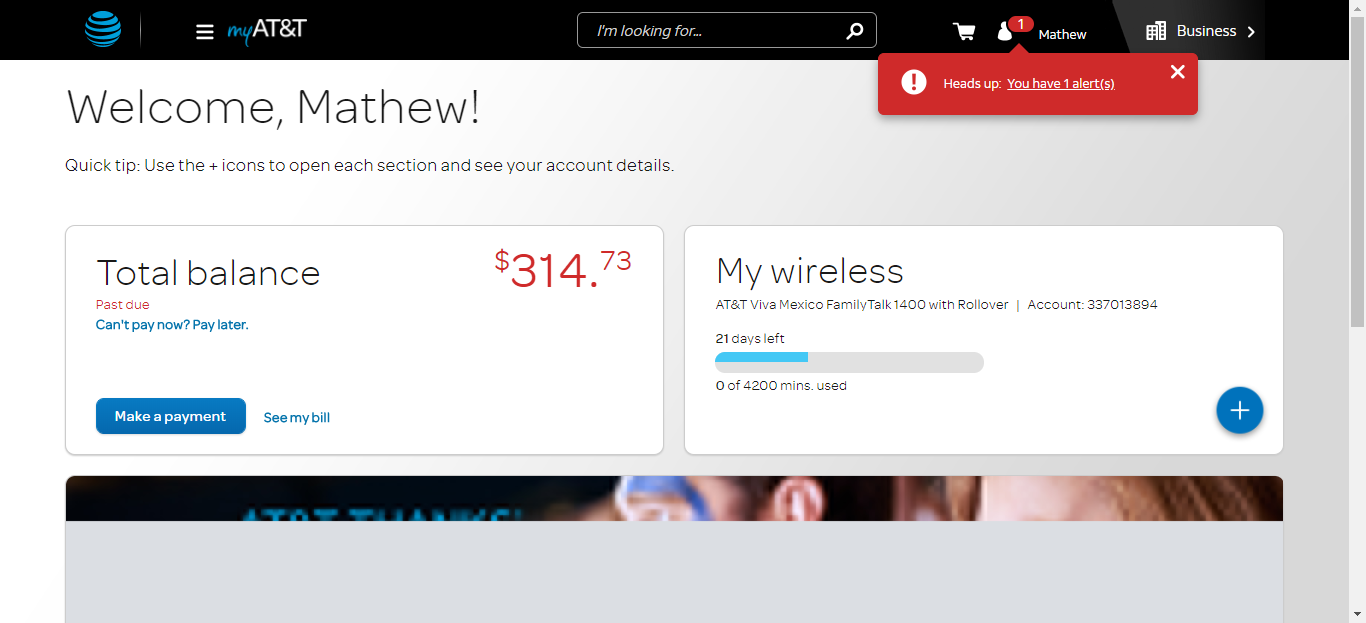 myAT&T
I'm looking for...
1
Mathew
Business
Heads up: You have 1 alert(s)
Welcome, Mathew!
Quick tip: Use the + icons to open each section and see your account details.
Total balance
$314.73
Past due
Can't pay now? Pay later.
Make a payment
See my bill
My wireless
AT&T Viva Mexico FamilyTalk 1400 with Rollover | Account: 337013894
21 days left
0 of 4200 mins. used
AT&T THANKS!